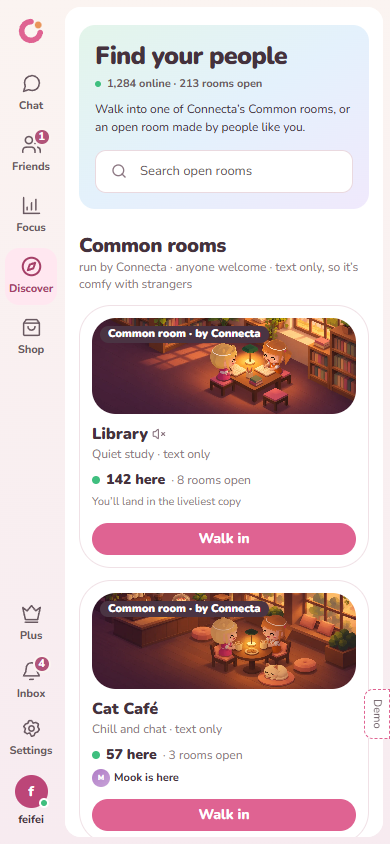 Chat
1
Friends
Focus
Discover
Shop
Plus
4
Inbox
Settings
f
feifei
Find your people
1,284 online · 213 rooms open
Walk into one of Connecta's Common rooms, or
an open room made by people like you.
Search open rooms
Common rooms
run by Connecta · anyone welcome · text only, so it's
comfy with strangers
Common room · by Connecta
Library
Quiet study · text only
142 here · 8 rooms open
You'll land in the liveliest copy
Walk in
Common room · by Connecta
Cat Café
Chill and chat · text only
57 here · 3 rooms open
M Mook is here
Walk in
Demo